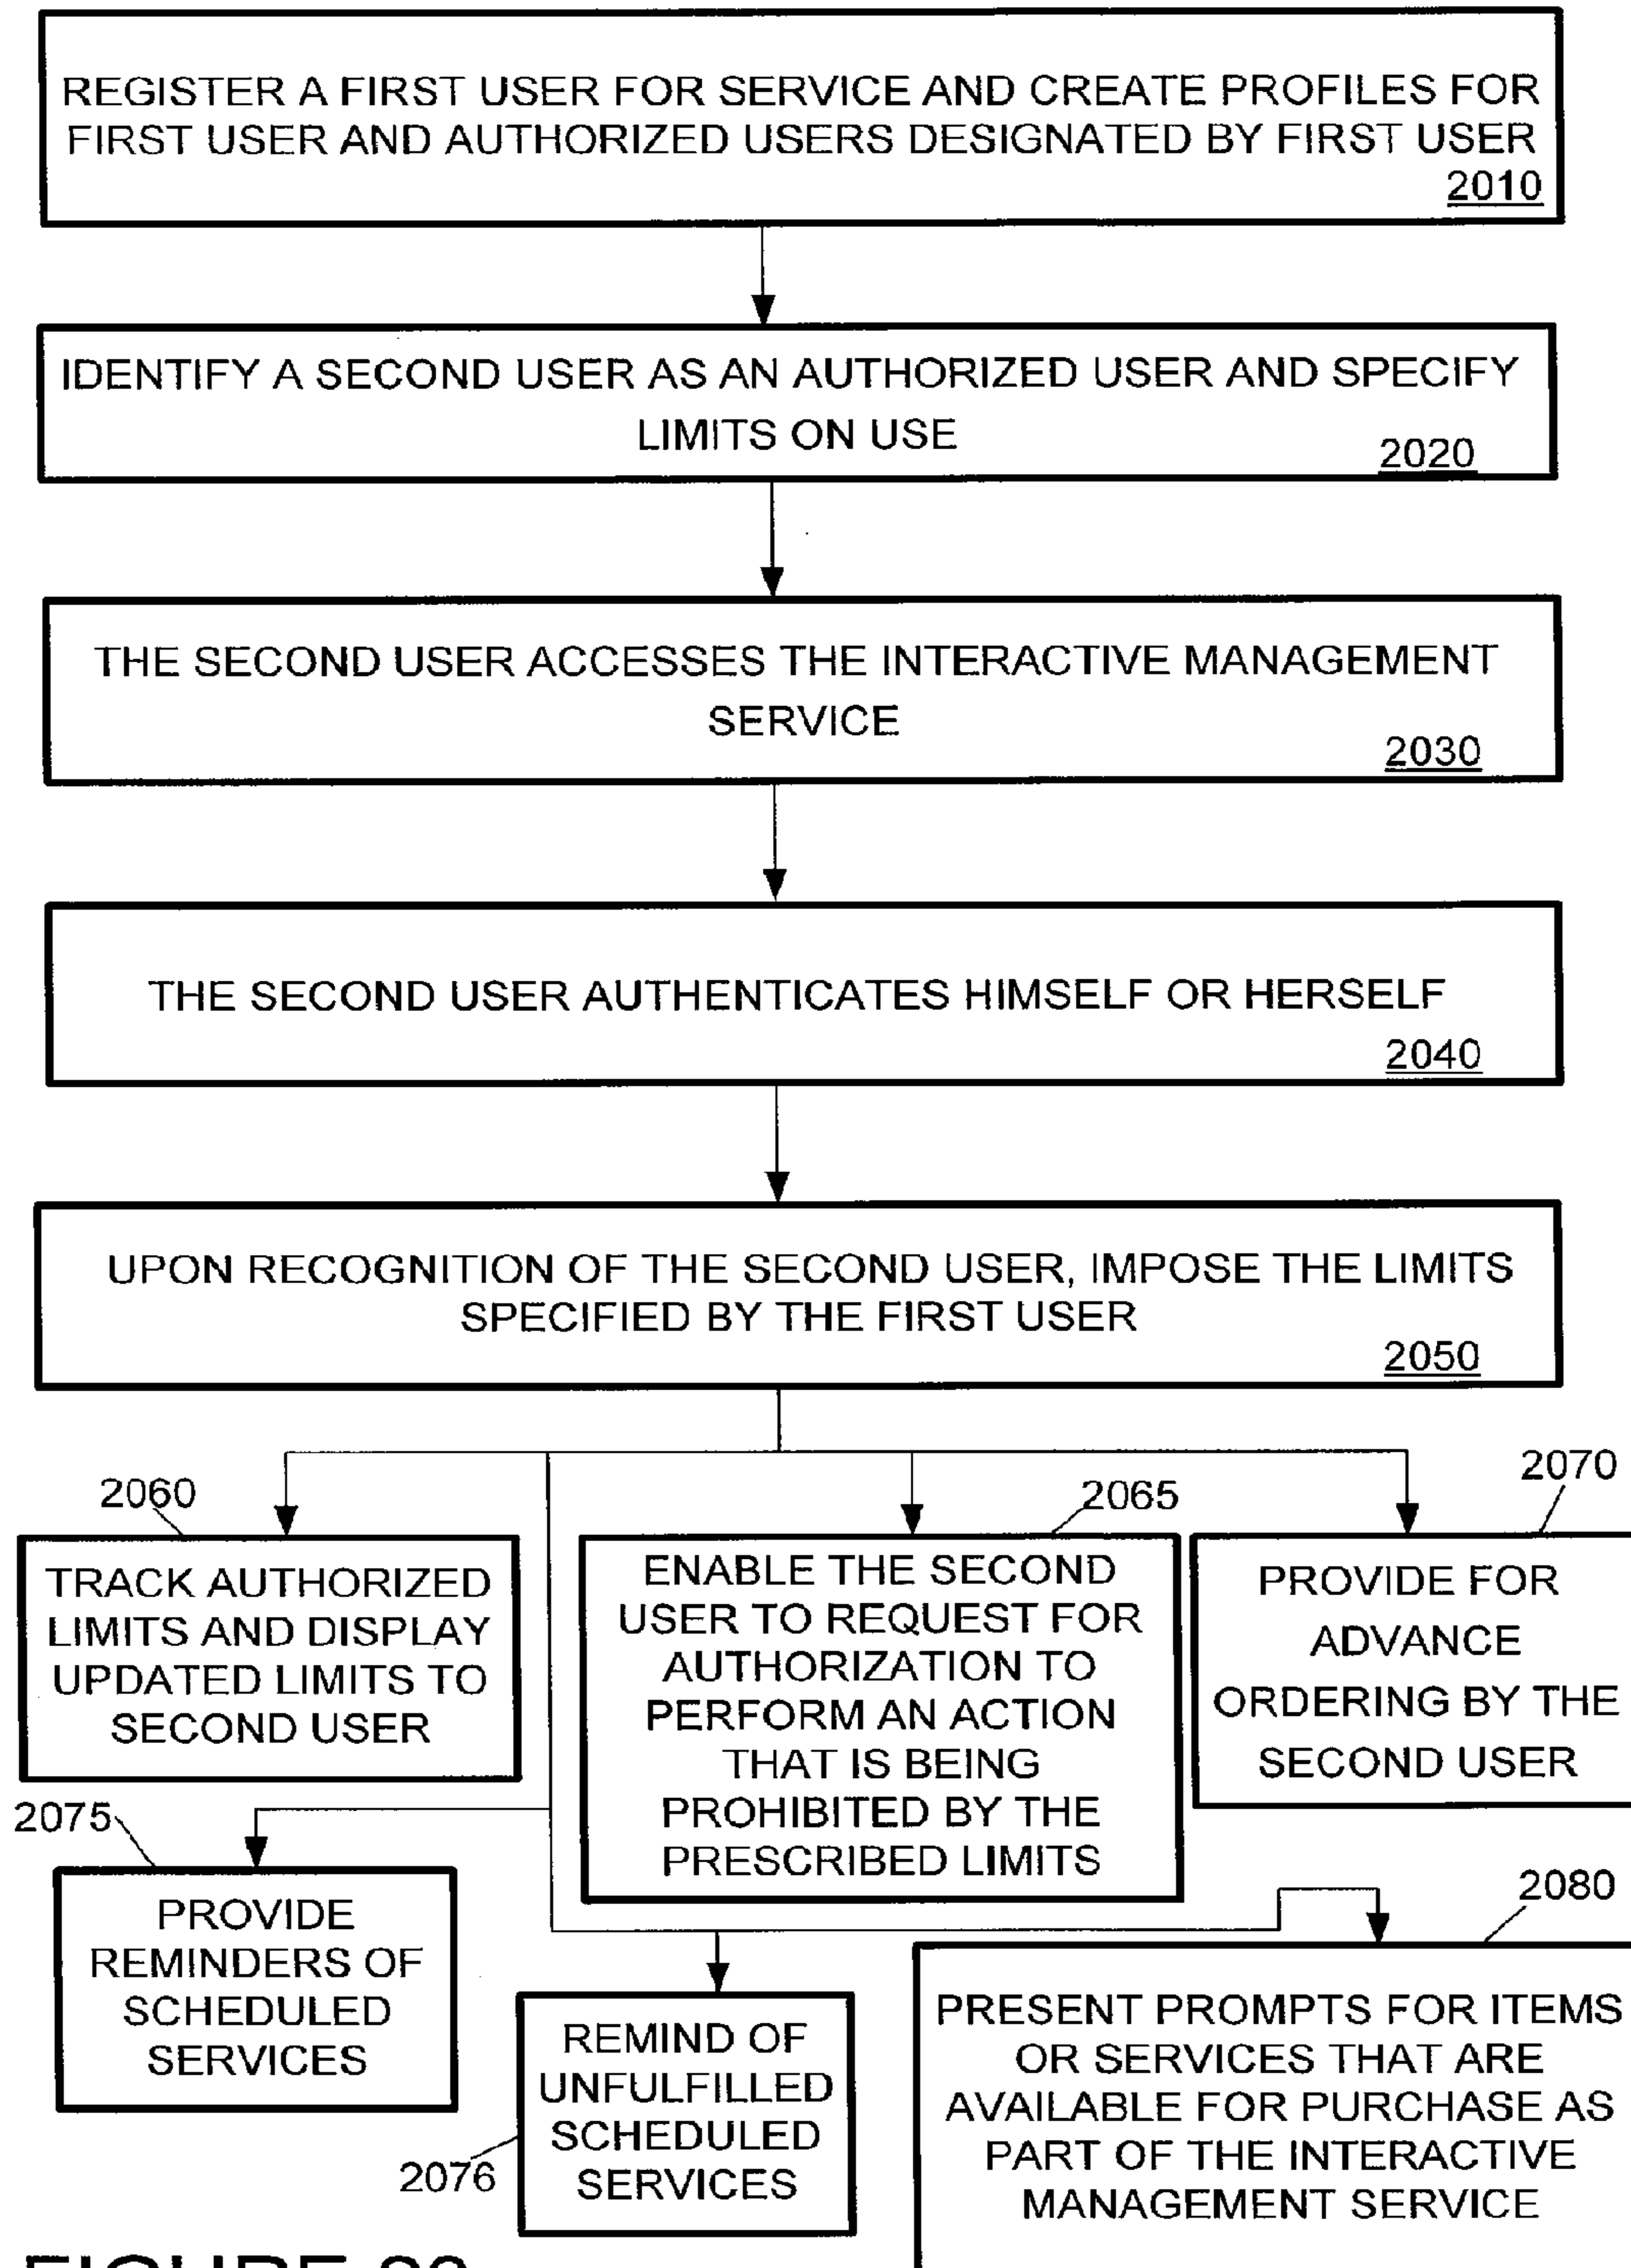 REGISTER A FIRST USER FOR SERVICE AND CREATE PROFILES FOR
FIRST USER AND AUTHORIZED USERS DESIGNATED BY FIRST USER
2010
IDENTIFY A SECOND USER AS AN AUTHORIZED USER AND SPECIFY
LIMITS ON USE
2020
THE SECOND USER ACCESSES THE INTERACTIVE MANAGEMENT
SERVICE
2030
THE SECOND USER AUTHENTICATES HIMSELF OR HERSELF
2040
UPON RECOGNITION OF THE SECOND USER, IMPOSE THE LIMITS
SPECIFIED BY THE FIRST USER
2050
2060
TRACK AUTHORIZED
LIMITS AND DISPLAY
UPDATED LIMITS TO
SECOND USER
2065
ENABLE THE SECOND
USER TO REQUEST FOR
AUTHORIZATION TO
PERFORM AN ACTION
THAT IS BEING
PROHIBITED BY THE
PRESCRIBED LIMITS
2070
PROVIDE FOR
ADVANCE
ORDERING BY THE
SECOND USER
2075
PROVIDE
REMINDERS OF
SCHEDULED
SERVICES
2076
REMIND OF
UNFULFILLED
SCHEDULED
SERVICES
2080
PRESENT PROMPTS FOR ITEMS
OR SERVICES THAT ARE
AVAILABLE FOR PURCHASE AS
PART OF THE INTERACTIVE
MANAGEMENT SERVICE
FIGURE